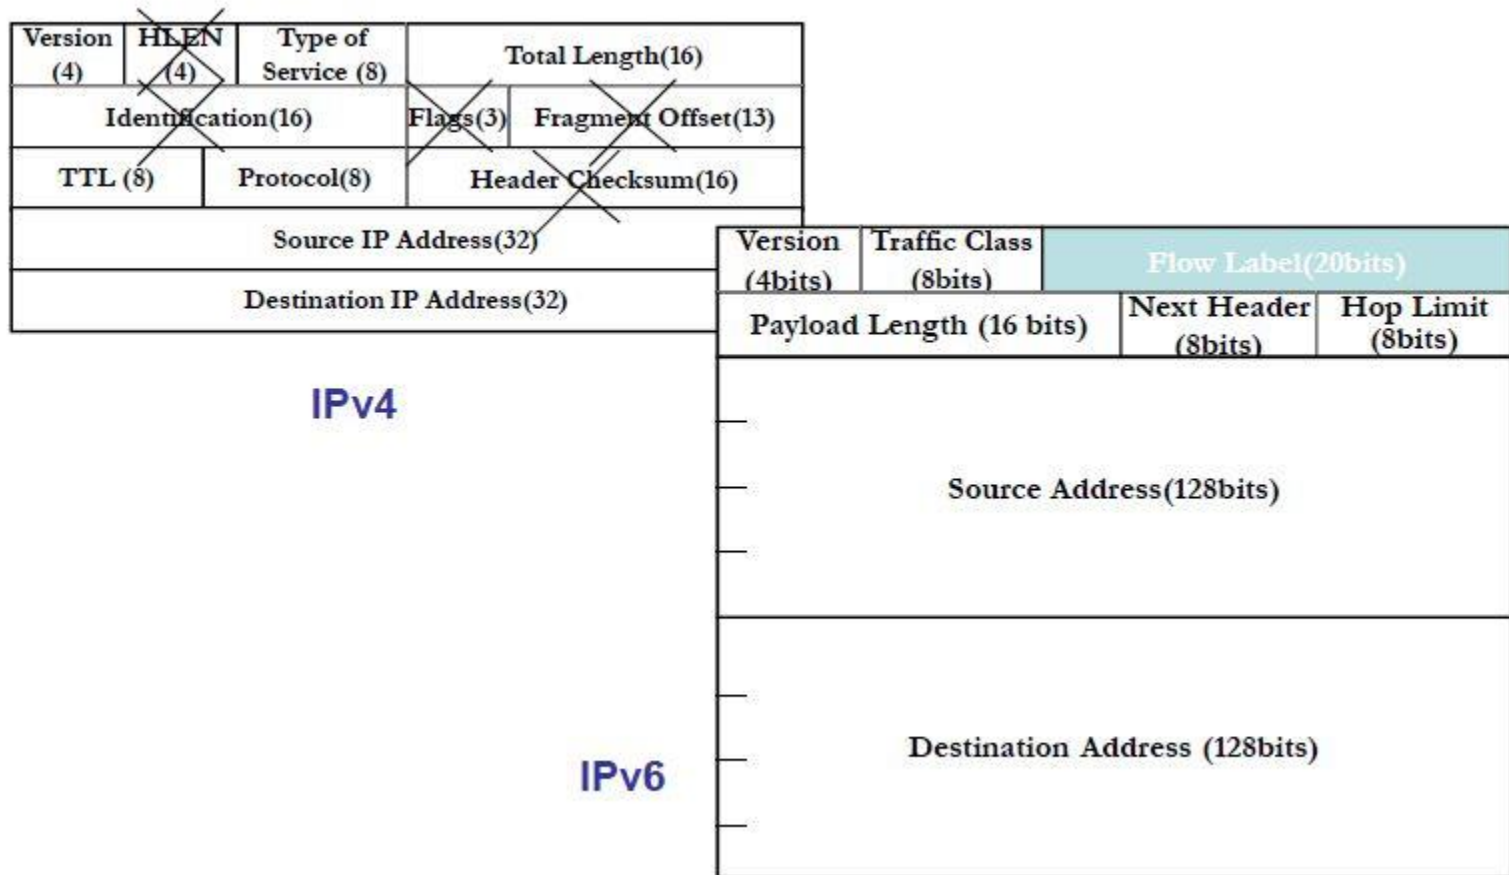 Version HLEN Type of Total Length(16)
(4) (4) Service (8)
Identification(16) Flags(3) Fragment Offset(13)
TTL (8) Protocol(8) Header Checksum(16)
Source IP Address(32)
Destination IP Address(32)
IPv4
Version Traffic Class Flow Label(20bits)
(4bits) (8bits)
Payload Length (16 bits) Next Header Hop Limit
(8bits) (8bits)
Source Address(128bits)
Destination Address (128bits)
IPv6